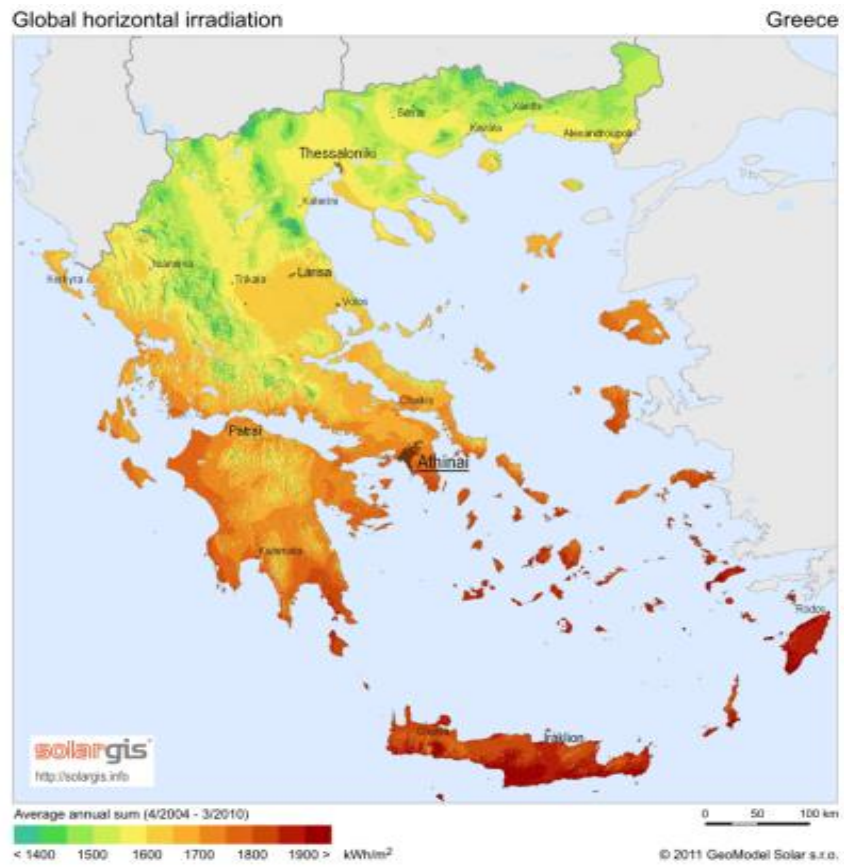 Global horizontal irradiation
Greece
Serrai
Xanthi
Kavala
Alexandroupoli
Thessaloniki
Katerini
Ioannina
Kerkyra
Trikala
Larisa
Volos
Chalkis
Patrai
Athinai
Kalamata
Rodos
Iraklion
solargis
http://solargis.info
Average annual sum (4/2004 - 3/2010)
0 50 100 km
< 1400 1500 1600 1700 1800 1900 > kWh/m²
© 2011 GeoModel Solar s.r.o.